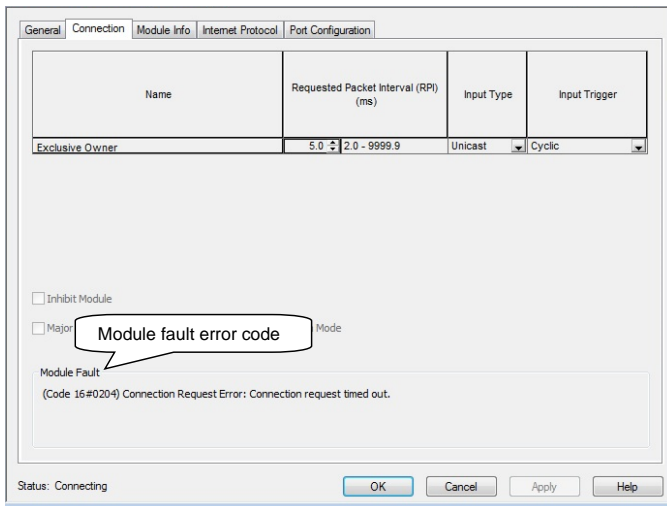 General Connection Module Info Internet Protocol Port Configuration
Name Requested Packet Interval (RPI) Input Type Input Trigger
(ms)
Exclusive Owner 5.0 2.0 - 9999.9 Unicast Cyclic
Inhibit Module
Major Mode
Module fault error code
Module Fault
(Code 16#0204) Connection Request Error: Connection request timed out.
Status: Connecting OK Cancel Apply Help